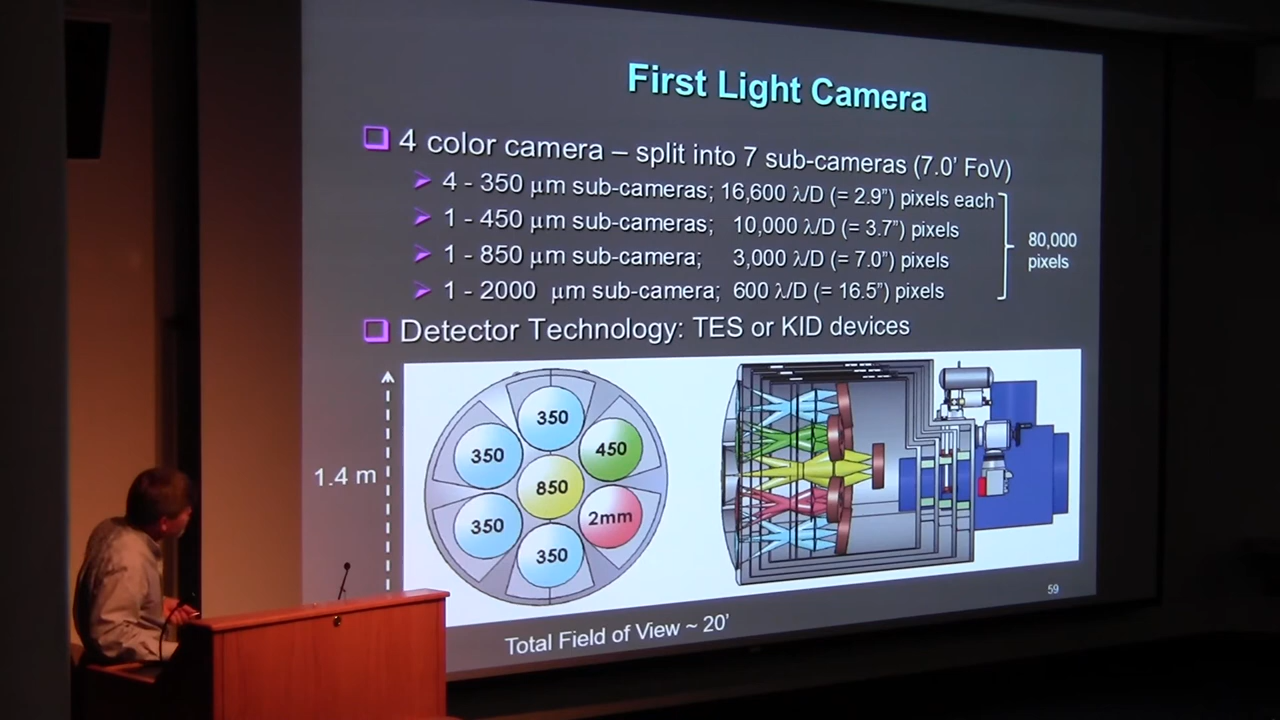 First Light Camera
4 color camera – split into 7 sub-cameras (7.0’ FoV)
4 - 350 μm sub-cameras; 16,600 λ/D (= 2.9”) pixels each
1 - 450 μm sub-cameras; 10,000 λ/D (= 3.7”) pixels
1 - 850 μm sub-camera; 3,000 λ/D (= 7.0”) pixels
1 - 2000 μm sub-camera; 600 λ/D (= 16.5”) pixels
80,000
pixels
Detector Technology: TES or KID devices
1.4 m
350
350
450
850
350
2mm
350
Total Field of View ~ 20’
59